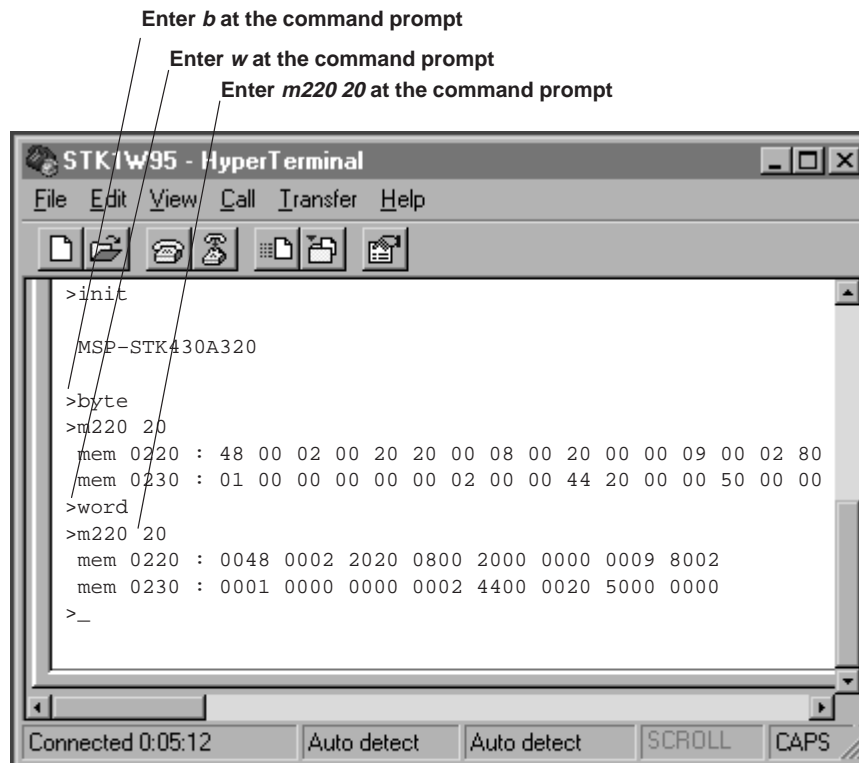 Enter b at the command prompt
Enter w at the command prompt
Enter m220 20 at the command prompt
STK1W95 - HyperTerminal
File Edit View Call Transfer Help
>init
MSP-STK430A320
>byte
>m220 20
mem 0220 : 48 00 02 00 20 20 00 08 00 20 00 00 09 00 02 80
mem 0230 : 01 00 00 00 00 00 02 00 00 44 20 00 00 50 00 00
>word
>m220 20
mem 0220 : 0048 0002 2020 0800 2000 0000 0009 8002
mem 0230 : 0001 0000 0000 0002 4400 0020 5000 0000
>_
Connected 0:05:12 Auto detect Auto detect SCROLL CAPS